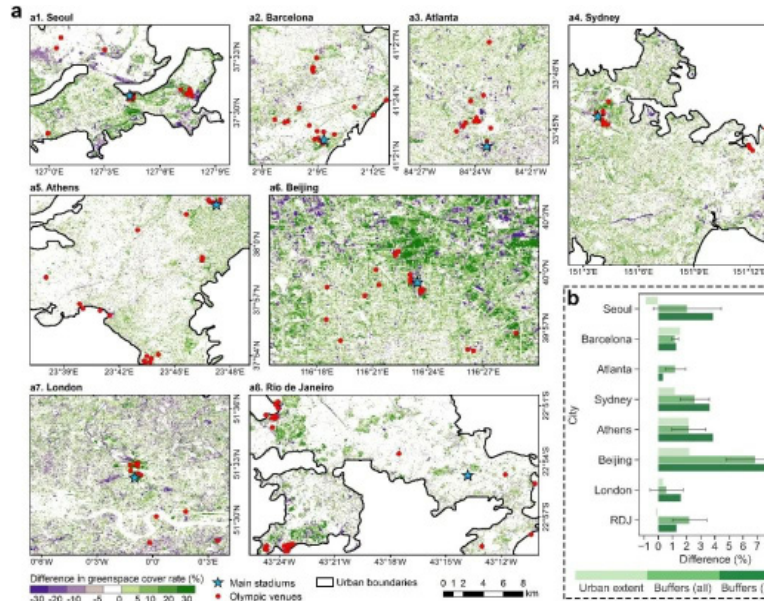 a
a1. Seoul
37°33'N
37°30'N
127°0'E
127°3'E
127°6'E
127°9'E
a2. Barcelona
41°27'N
41°24'N
41°21'N
2°6'E
2°9'E
2°12'E
a3. Atlanta
33°48'N
33°45'N
84°27'W
84°24'W
84°21'W
a4. Sydney
151°3'E
151°6'E
151°9'E
151°12'E
a5. Athens
38°0'N
37°57'N
37°54'N
23°39'E
23°42'E
23°45'E
23°48'E
a6. Beijing
40°3'N
40°0'N
39°57'N
116°18'E
116°21'E
116°24'E
116°27'E
a7. London
51°36'N
51°33'N
51°30'N
0°6'W
0°3'W
0°0'
0°3'E
a8. Rio de Janeiro
22°51'S
22°54'S
22°57'S
43°24'W
43°21'W
43°18'W
43°15'W
43°12'W
b
City
Seoul
Barcelona
Atlanta
Sydney
Athens
Beijing
London
RDJ
−1 0 1 2 3 4 5 6 7
Difference (%)
Urban extent
Buffers (all)
Buffers (
Difference in greenspace cover rate (%)
-30 -20 -10 -5 0 5 10 20 30
Main stadiums
Olympic venues
Urban boundaries
0 1 2 4 6 8
km